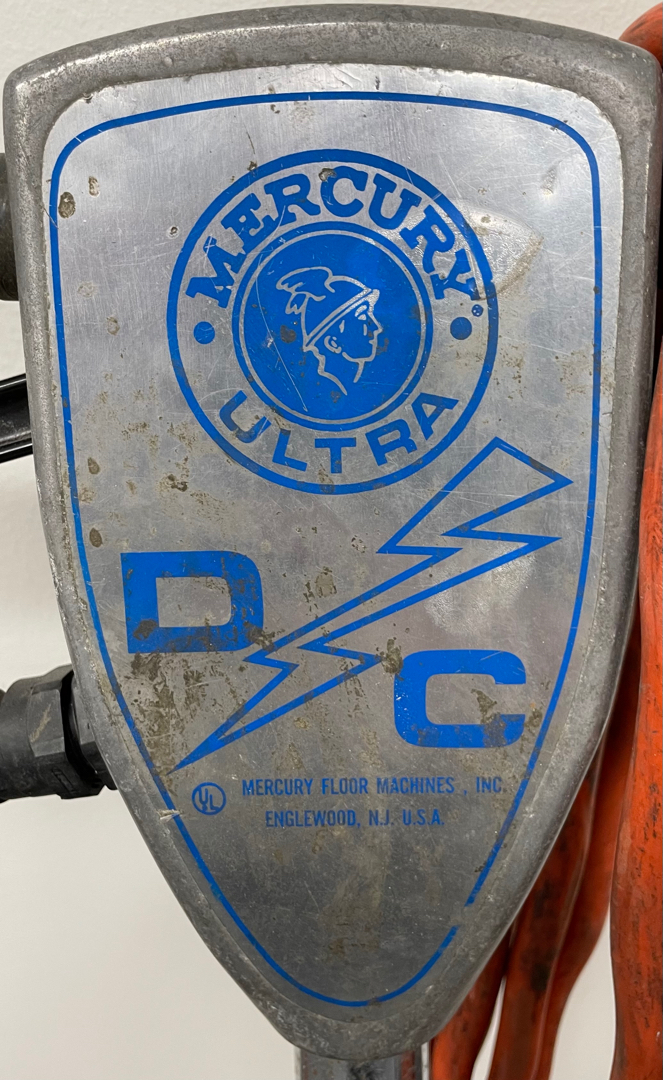 MERCURY®
ULTRA
D C
UL
MERCURY FLOOR MACHINES, INC.
ENGLEWOOD, N.J. U.S.A.